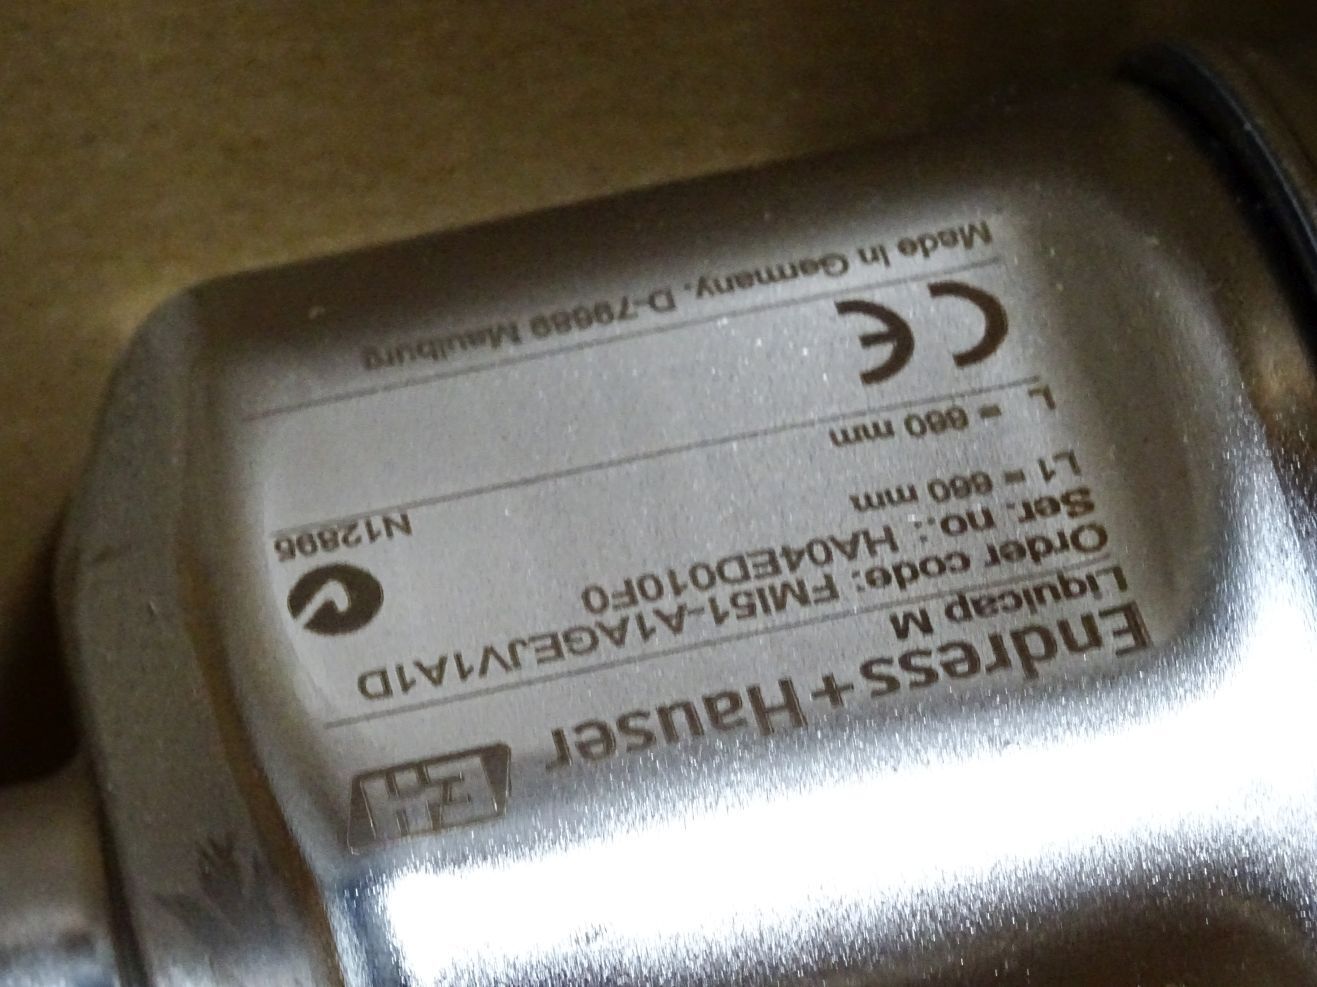 Endress+Hauser
Liquicap M
Order code: FMI51-A1AGEJV1A1D
Ser. no.: HA04ED010F0
L1 = 660 mm
L = 660 mm
N12895
CE
Made in Germany, D-79689 Maulburg